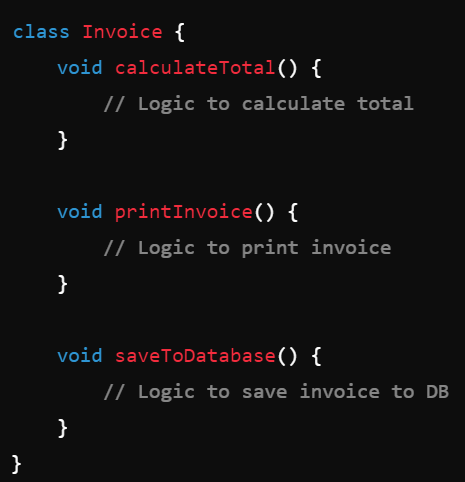 class Invoice {
    void calculateTotal() {
        // Logic to calculate total
    }
    void printInvoice() {
        // Logic to print invoice
    }
    void saveToDatabase() {
        // Logic to save invoice to DB
    }
}